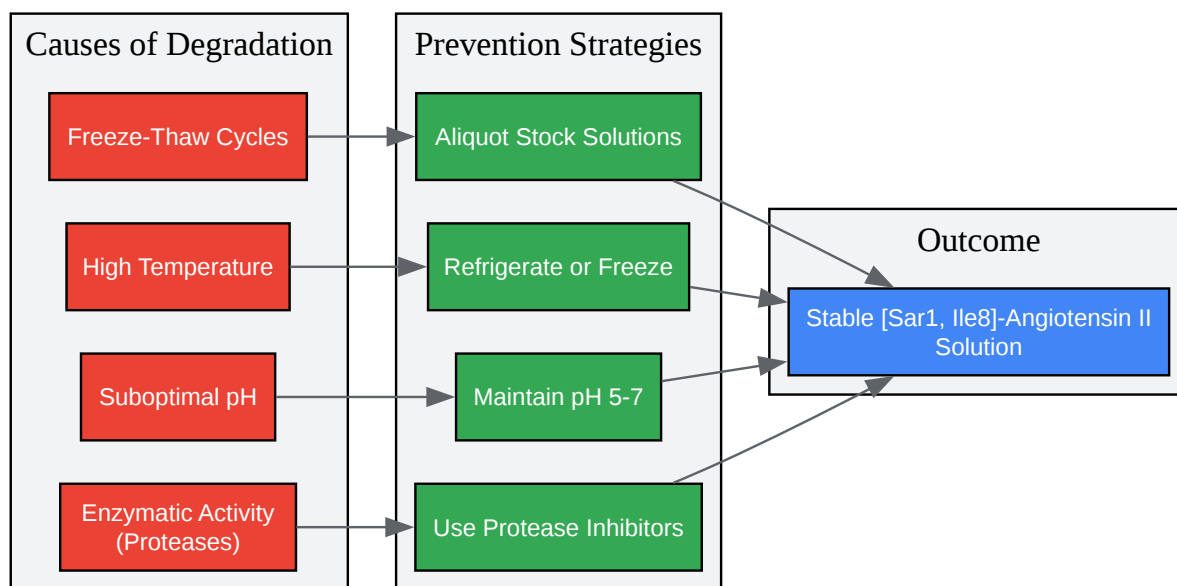 Causes of Degradation
Freeze-Thaw Cycles
High Temperature
Suboptimal pH
Enzymatic Activity
(Proteases)
Prevention Strategies
Aliquot Stock Solutions
Refrigerate or Freeze
Maintain pH 5-7
Use Protease Inhibitors
Outcome
Stable [Sar1, Ile8]-Angiotensin II
Solution